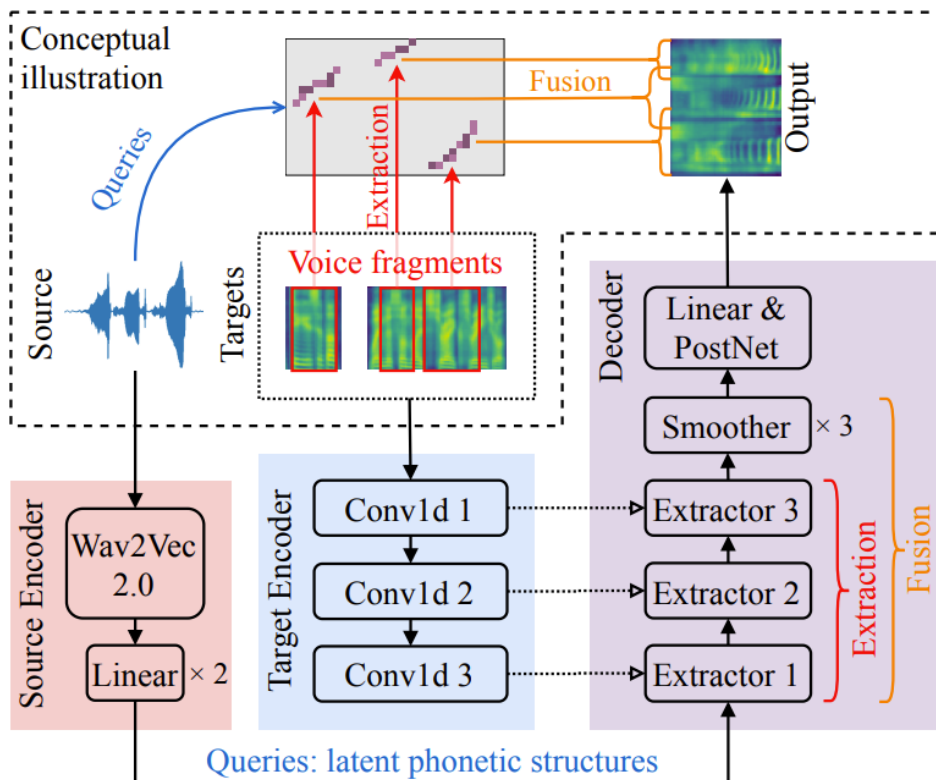 Conceptual
illustration
Queries
Extraction
Fusion
Output
Source
Targets
Voice fragments
Decoder
Linear &
PostNet
Smoother × 3
Source Encoder
Wav2Vec
2.0
Linear × 2
Target Encoder
Conv1d 1
Conv1d 2
Conv1d 3
Extractor 3
Extractor 2
Extractor 1
Extraction
Fusion
Queries: latent phonetic structures